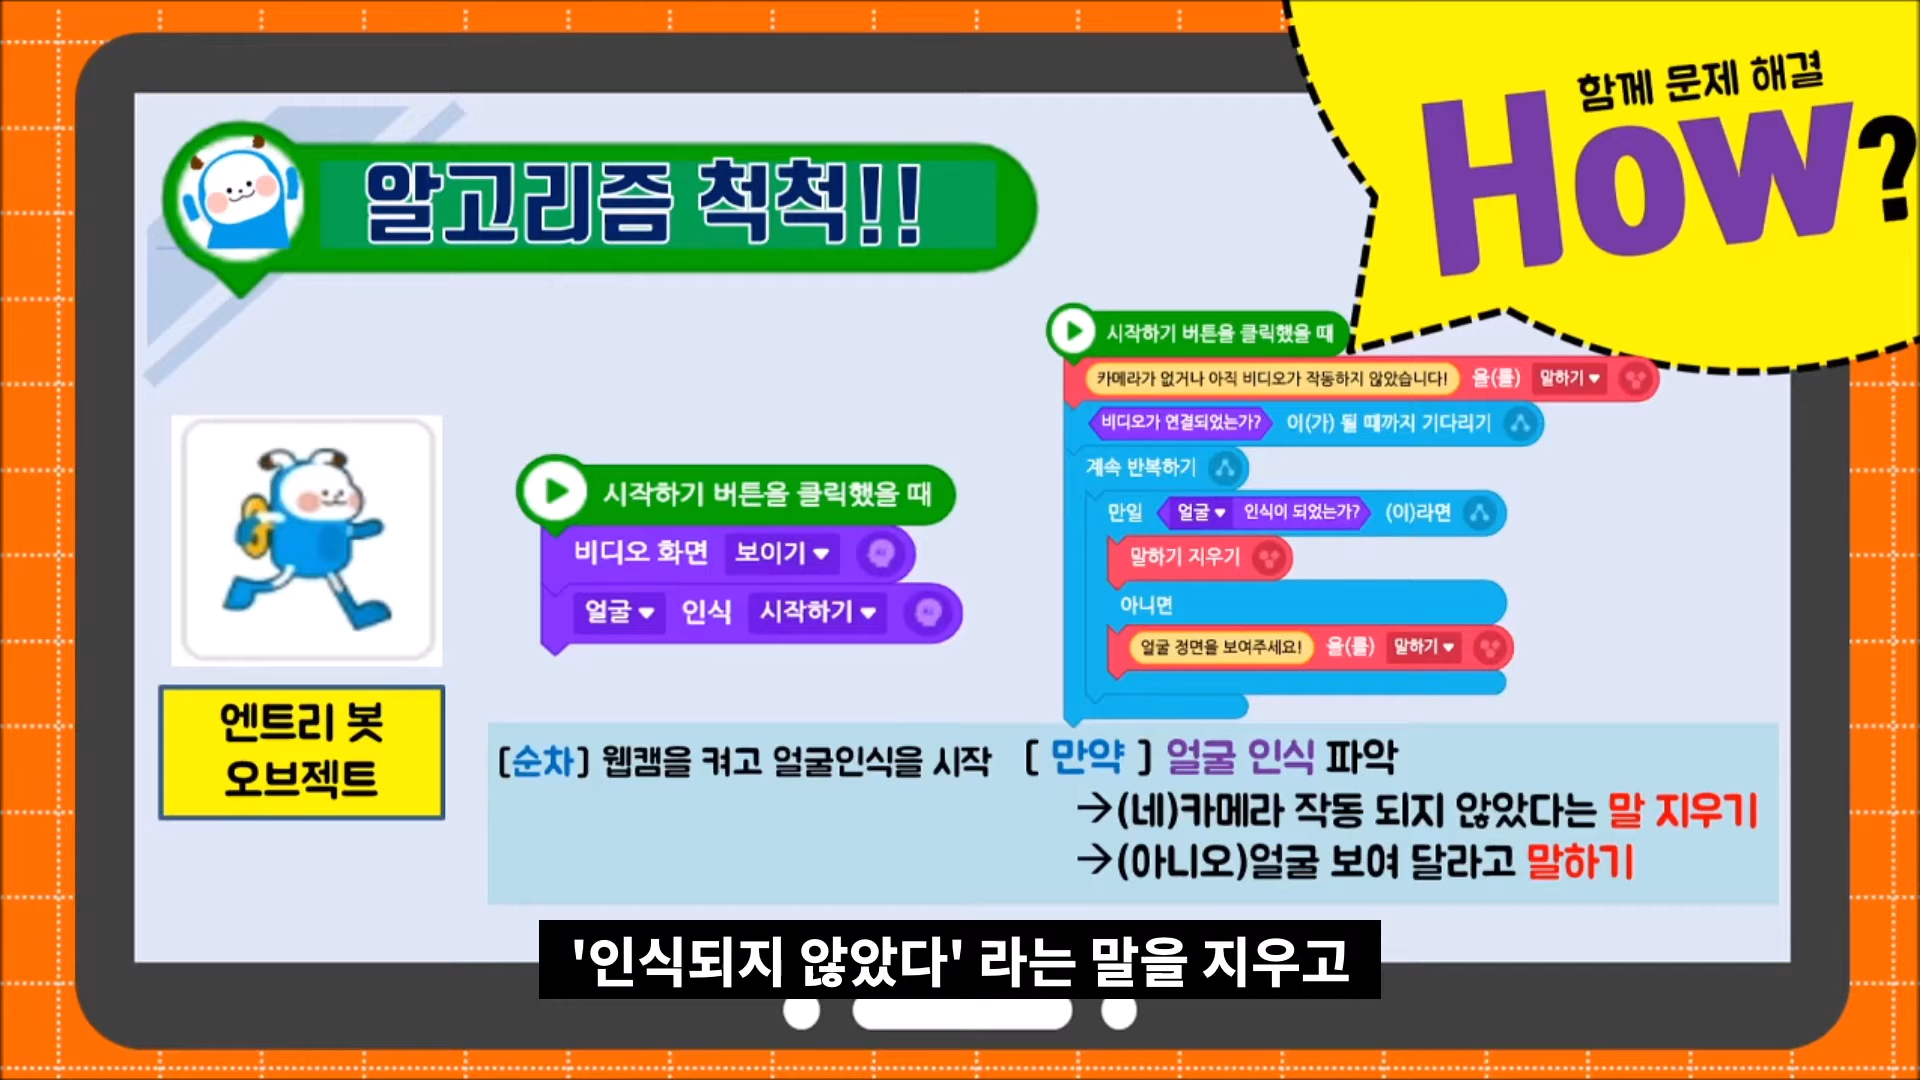 함께 문제 해결
How?
알고리즘 척척!!
시작하기 버튼을 클릭했을 때
비디오 화면 보이기
얼굴 인식 시작하기
시작하기 버튼을 클릭했을 때
카메라가 없거나 아직 비디오가 작동하지 않았습니다! 을(를) 말하기
비디오가 연결되었는가? 이(가) 될 때까지 기다리기
계속 반복하기
만일 얼굴 인식이 되었는가? (이)라면
말하기 지우기
아니면
얼굴 정면을 보여주세요! 을(를) 말하기
엔트리 봇
오브젝트
[순차] 웹캠을 켜고 얼굴인식을 시작
[ 만약 ] 얼굴 인식 파악
→(네)카메라 작동 되지 않았다는 말 지우기
→(아니오)얼굴 보여 달라고 말하기
'인식되지 않았다' 라는 말을 지우고